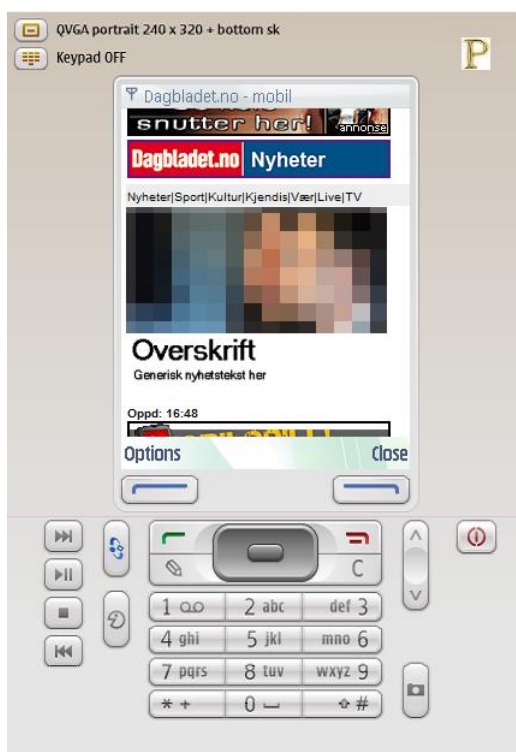 QVGA portrait 240 x 320 + bottom sk
Keypad OFF
P
Dagbladet.no - mobil
snutter her!
annonse
Dagbladet.no Nyheter
Nyheter|Sport|Kultur|Kjendis|Vær|Live|TV
Overskrift
Generisk nyhetstekst her
Oppd: 16:48
Options Close
C
1 2 abc def 3
4 ghi 5 jkl mno 6
7 pqrs 8 tuv wxyz 9
* + 0 #